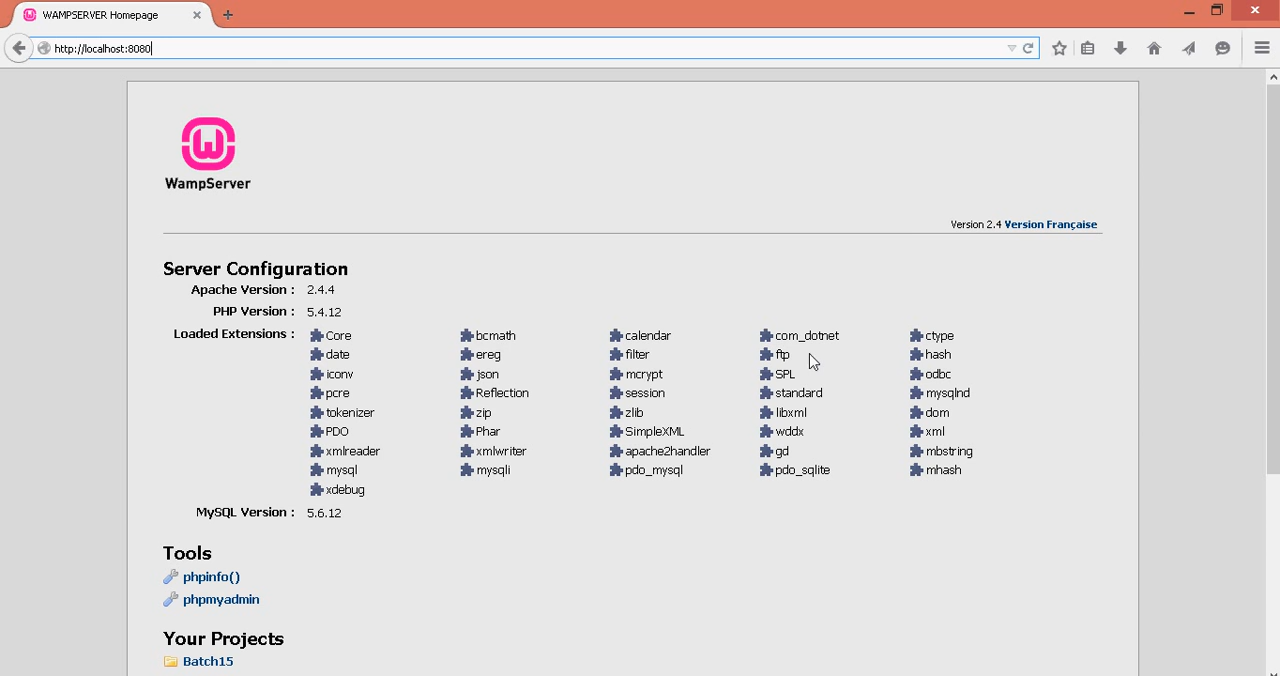 WAMPSERVER Homepage
http://localhost:8080
WampServer
Version 2.4 Version Française
Server Configuration
Apache Version : 2.4.4
PHP Version : 5.4.12
Loaded Extensions : Core bcmath calendar com_dotnet ctype
date ereg filter ftp hash
iconv json mcrypt SPL odbc
pcre Reflection session standard mysqlnd
tokenizer zip zlib libxml dom
PDO Phar SimpleXML wddx xml
xmlreader xmlwriter apache2handler gd mbstring
mysql mysqli pdo_mysql pdo_sqlite mhash
xdebug
MySQL Version : 5.6.12
Tools
phpinfo()
phpmyadmin
Your Projects
Batch15